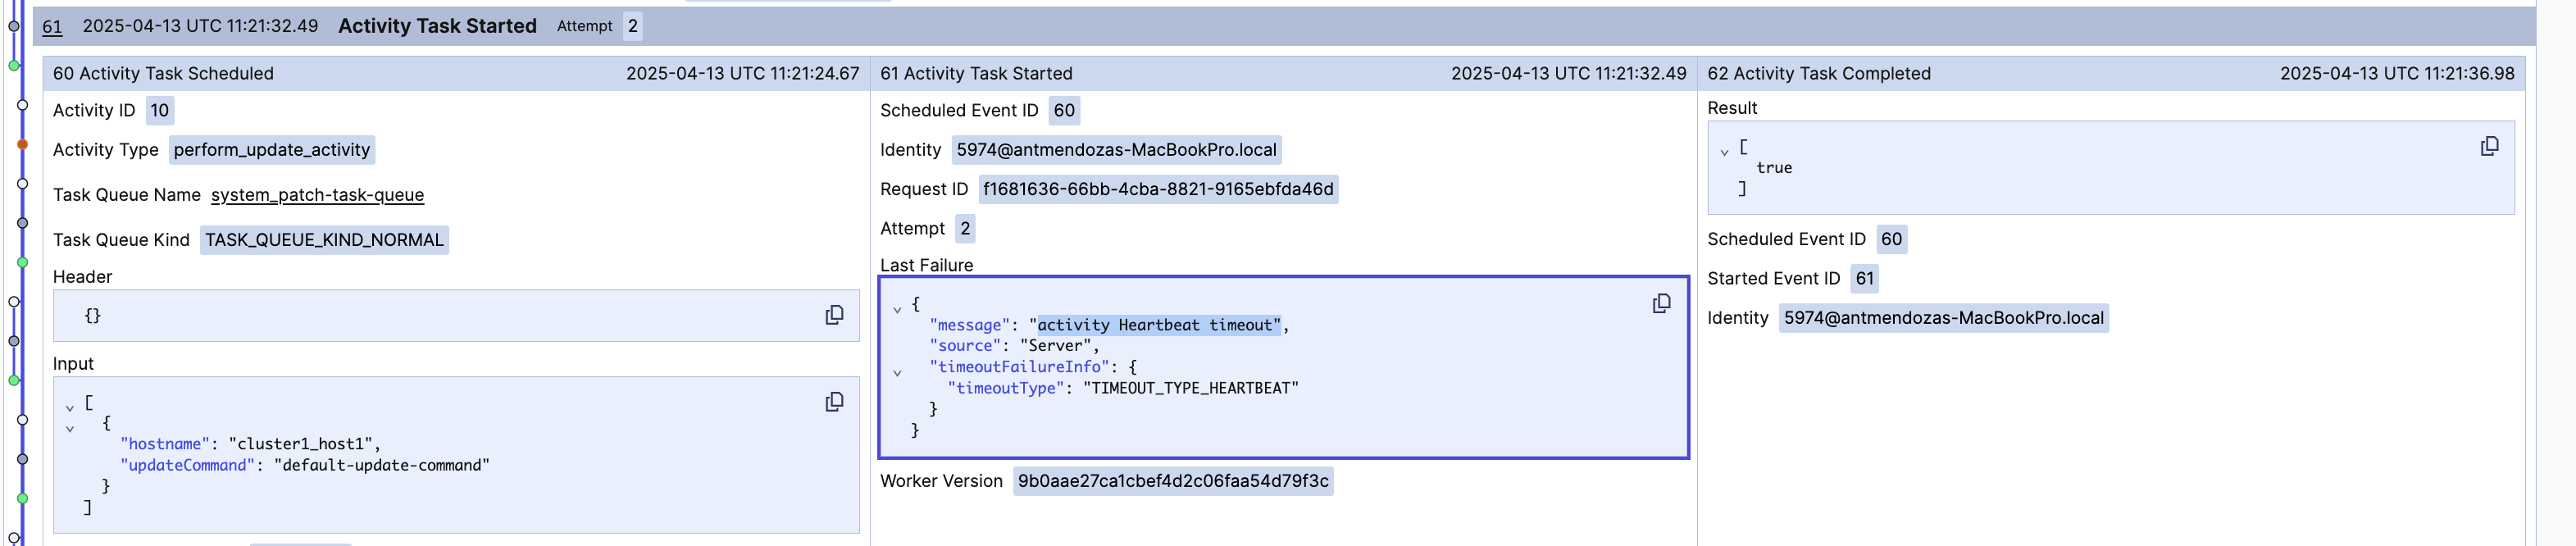 61 2025-04-13 UTC 11:21:32.49 Activity Task Started Attempt 2
60 Activity Task Scheduled 2025-04-13 UTC 11:21:24.67
Activity ID 10
Activity Type perform_update_activity
Task Queue Name system_patch-task-queue
Task Queue Kind TASK_QUEUE_KIND_NORMAL
Header
{}
Input
[
{
"hostname": "cluster1_host1",
"updateCommand": "default-update-command"
}
]
61 Activity Task Started 2025-04-13 UTC 11:21:32.49
Scheduled Event ID 60
Identity 5974@antmendozas-MacBookPro.local
Request ID f1681636-66bb-4cba-8821-9165ebfda46d
Attempt 2
Last Failure
{
"message": "activity Heartbeat timeout",
"source": "Server",
"timeoutFailureInfo": {
"timeoutType": "TIMEOUT_TYPE_HEARTBEAT"
}
}
Worker Version 9b0aae27ca1cbef4d2c06faa54d79f3c
62 Activity Task Completed 2025-04-13 UTC 11:21:36.98
Result
[
true
]
Scheduled Event ID 60
Started Event ID 61
Identity 5974@antmendozas-MacBookPro.local